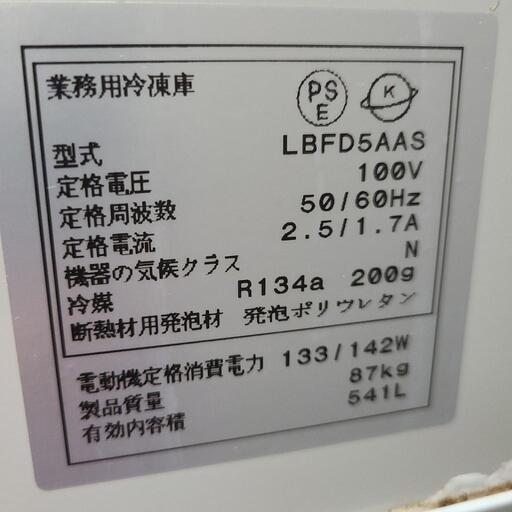 業務用冷凍庫 PS E K
型式 LBFD5AAS
定格電圧 100V
定格周波数 50/60Hz
定格電流 2.5/1.7A
機器の気候クラス N
冷媒 R134a 200g
断熱材用発泡材 発泡ポリウレタン
電動機定格消費電力 133/142W
製品質量 87kg
有効内容積 541L